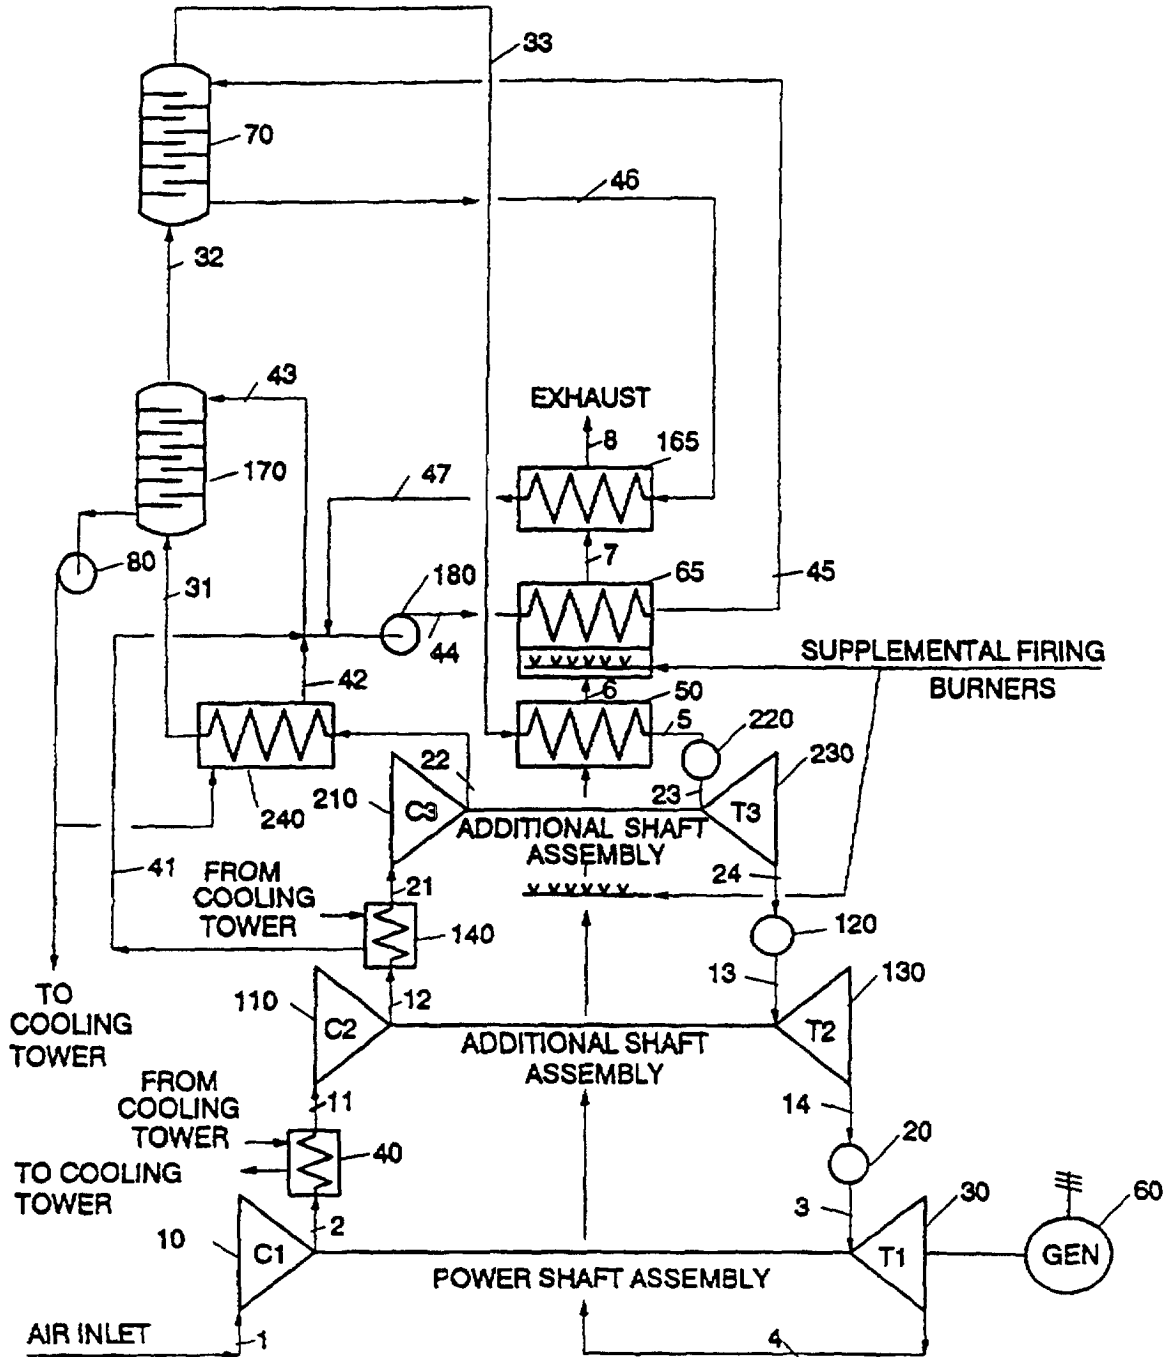 33
70
46
32
43
EXHAUST
8
165
170
47
7
65
80
31
180
45
44
SUPPLEMENTAL FIRING
BURNERS
42
6
50
5
220
22
230
210
C3
23
T3
240
ADDITIONAL SHAFT
ASSEMBLY
41
FROM
COOLING
TOWER
21
24
140
120
TO
COOLING
TOWER
110
12
13
130
C2
T2
ADDITIONAL SHAFT
ASSEMBLY
FROM
COOLING
TOWER
11
14
20
TO COOLING
TOWER
40
10
2
3
30
60
C1
T1
GEN
POWER SHAFT ASSEMBLY
AIR INLET
1
4